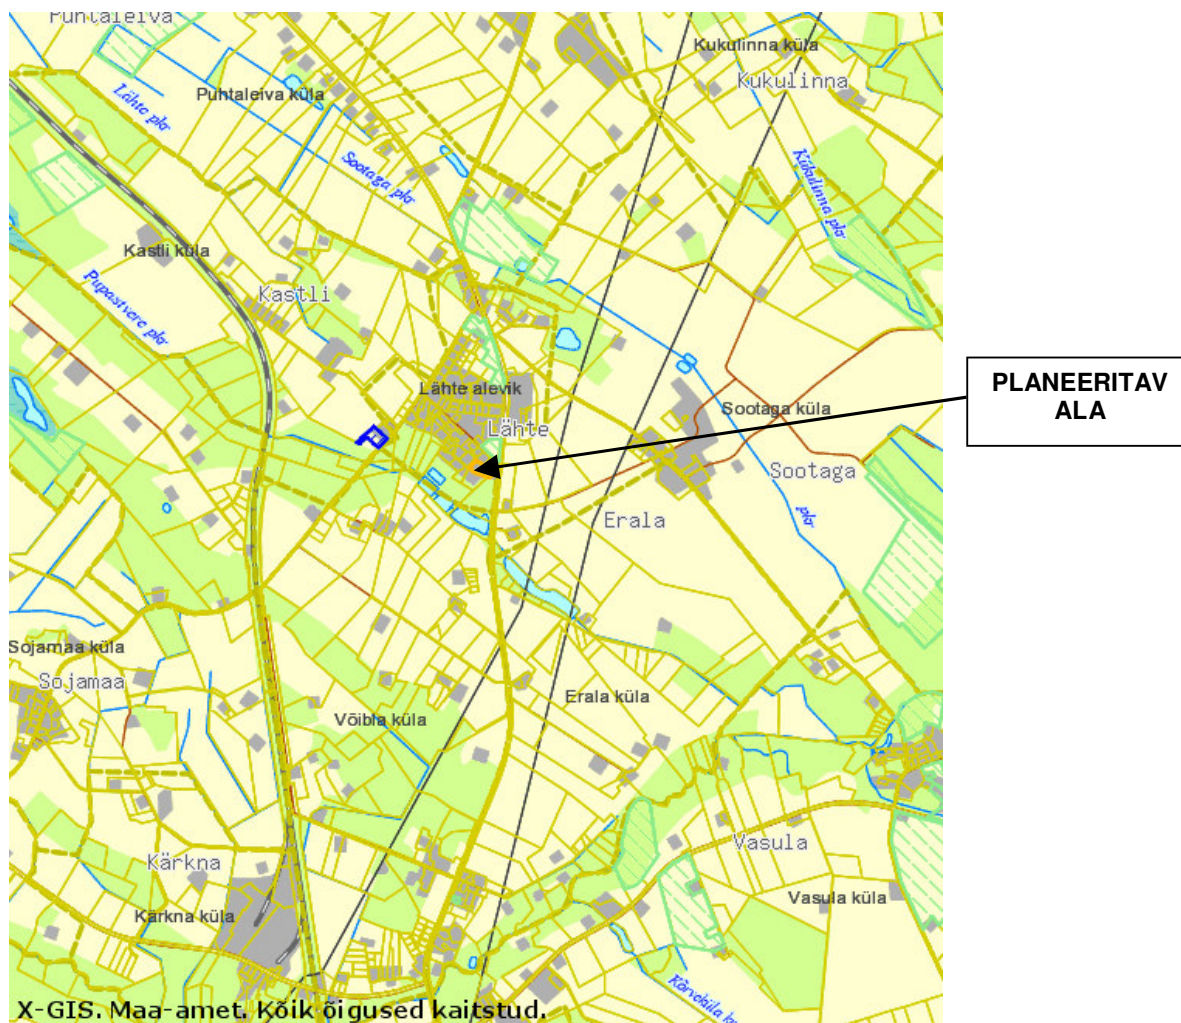 Puhtaleiva
Kukulinna küla
Kukulinna
Puhtaleiva küla
Lähte pkr
Sootaga pkr
Kukulinna pkr
Kastli küla
Kastli
Pupastvere pkr
Lähte alevik
Lähte
Sootaga küla
PLANEERITAV
ALA
Sootaga
pkr
Erala
Sojamaa küla
Sojamaa
Erala küla
Võibla küla
Vasula
Kärkna
Vasula küla
Kärkna küla
X-GIS. Maa-amet. Kõik õigused kaitstud.